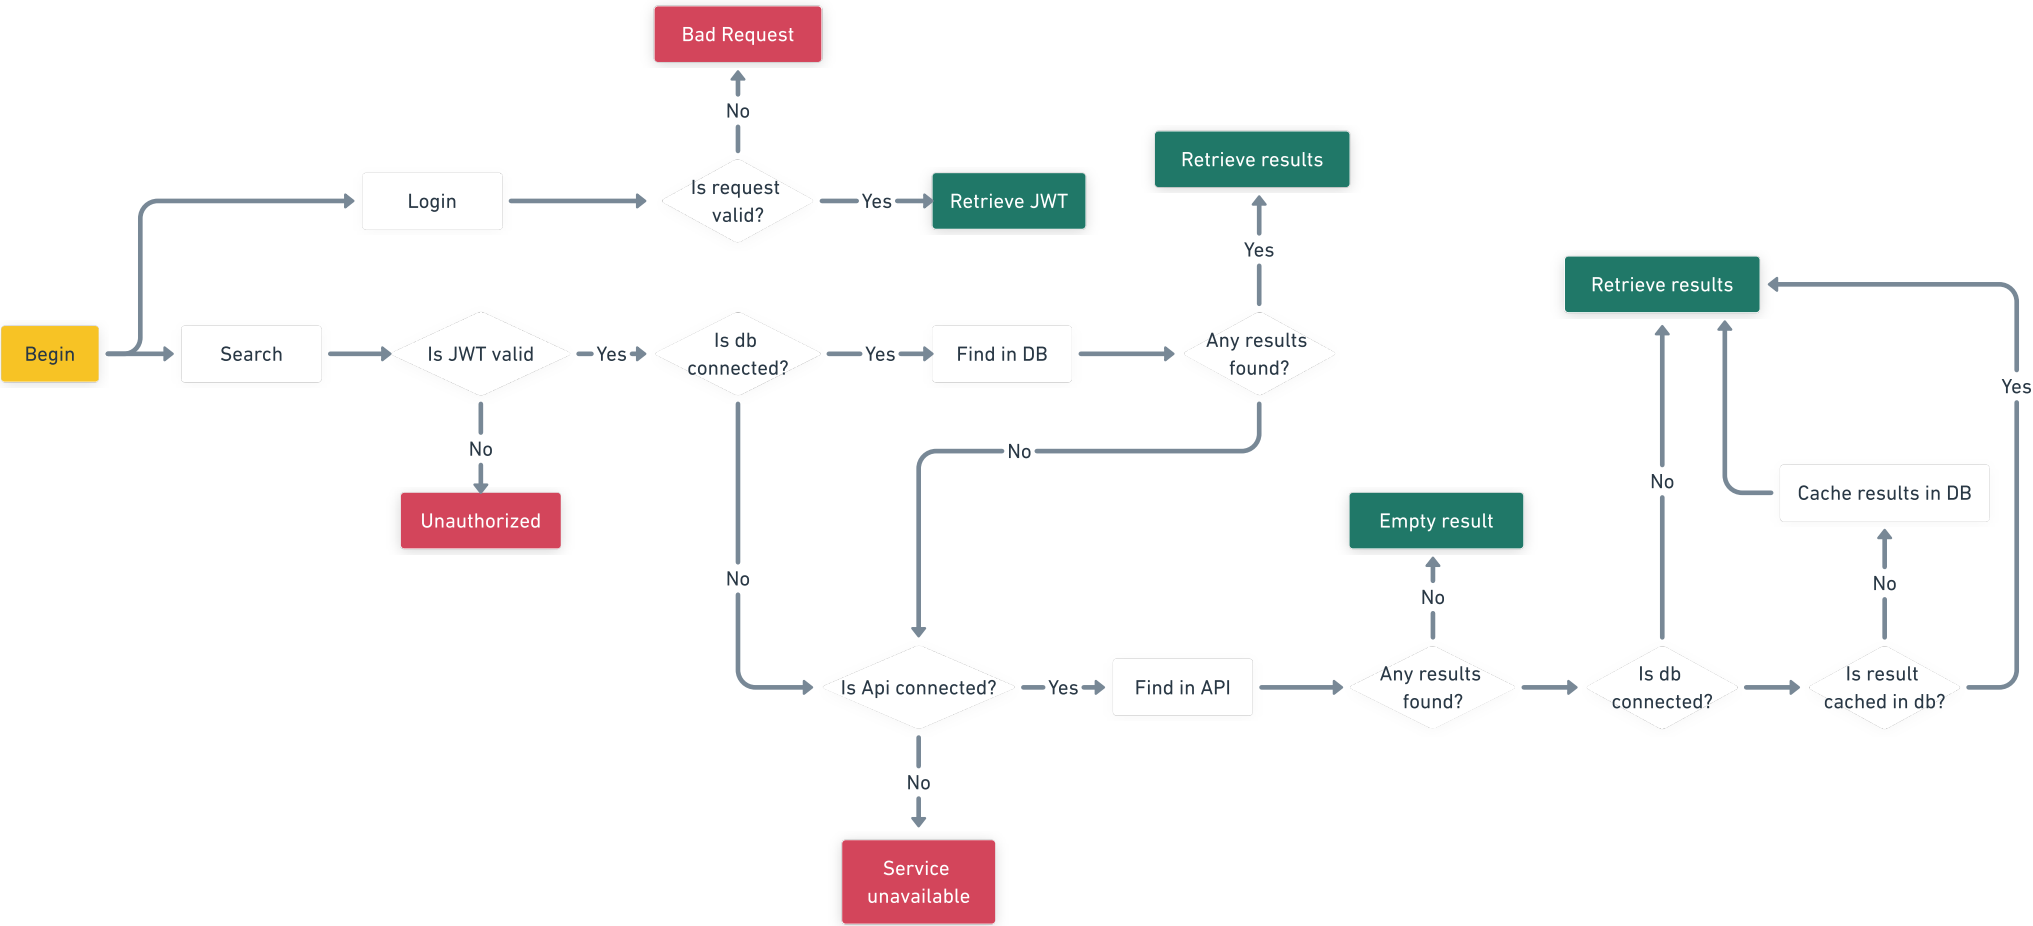 Bad Request
No
Login
Is request
valid?
Yes
Retrieve JWT
Retrieve results
Yes
Begin
Search
Is JWT valid
Yes
Is db
connected?
Yes
Find in DB
Any results
found?
No
Unauthorized
No
No
Retrieve results
Yes
No
Cache results in DB
Empty result
No
No
Is Api connected?
Yes
Find in API
Any results
found?
Is db
connected?
Is result
cached in db?
No
Service
unavailable